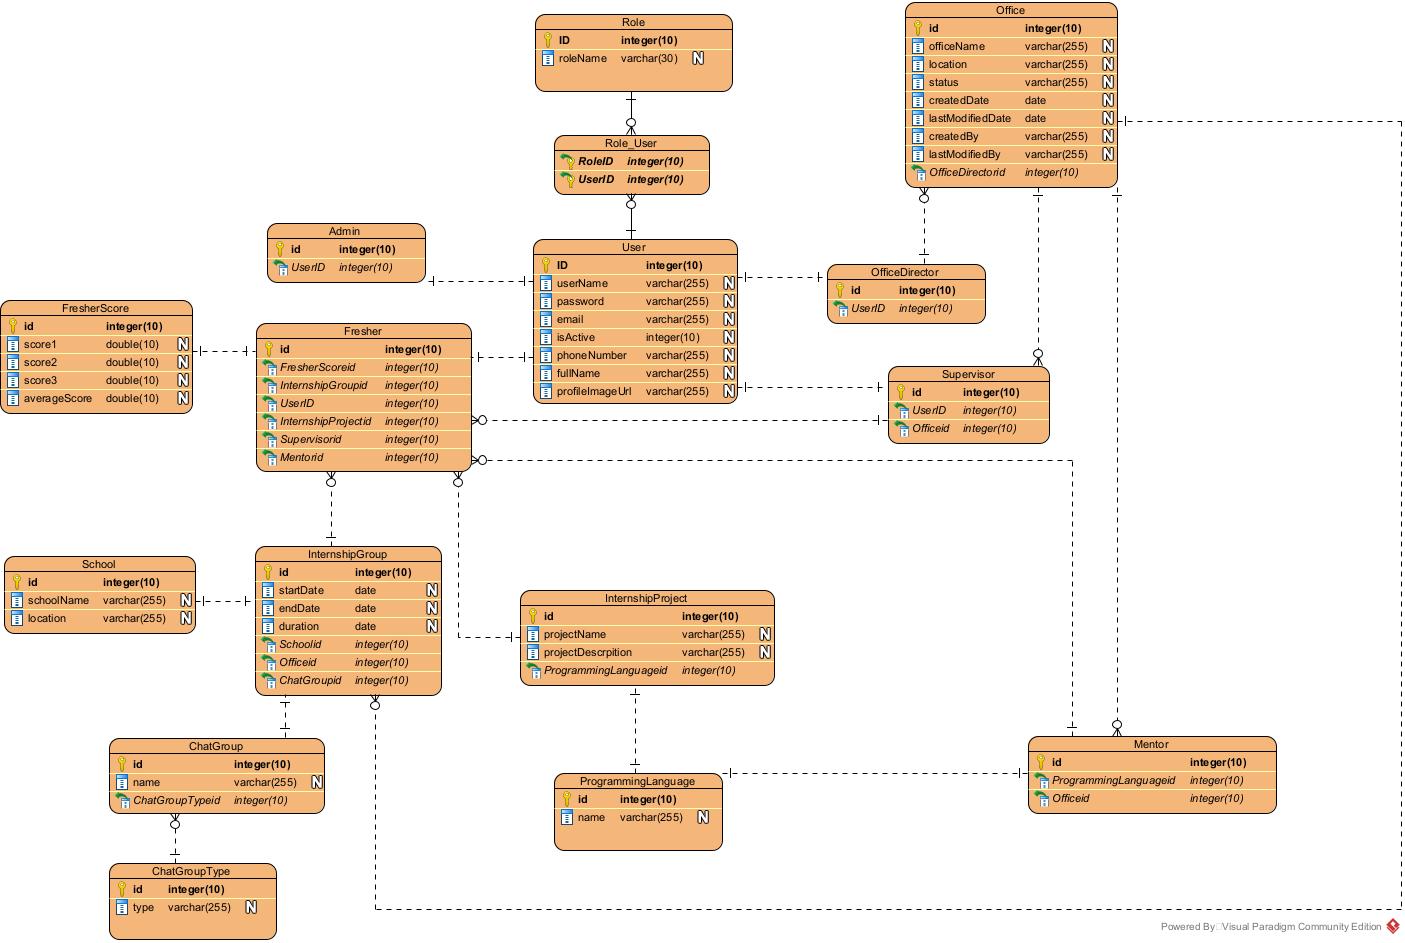 Role
ID integer(10)
roleName varchar(30) N
Office
id integer(10)
officeName varchar(255) N
location varchar(255) N
status varchar(255) N
createdDate date N
lastModifiedDate date N
createdBy varchar(255) N
lastModifiedBy varchar(255) N
OfficeDirectorid integer(10)
Role_User
RoleID integer(10)
UserID integer(10)
Admin
id integer(10)
UserID integer(10)
User
ID integer(10)
userName varchar(255) N
password varchar(255) N
email varchar(255) N
isActive integer(10) N
phoneNumber varchar(255) N
fullName varchar(255) N
profileImageUrl varchar(255) N
OfficeDirector
id integer(10)
UserID integer(10)
FresherScore
id integer(10)
score1 double(10) N
score2 double(10) N
score3 double(10) N
averageScore double(10) N
Fresher
id integer(10)
FresherScoreid integer(10)
InternshipGroupid integer(10)
UserID integer(10)
InternshipProjectid integer(10)
Supervisorid integer(10)
Mentorid integer(10)
Supervisor
id integer(10)
UserID integer(10)
Officeid integer(10)
School
id integer(10)
schoolName varchar(255) N
location varchar(255) N
InternshipGroup
id integer(10)
startDate date N
endDate date N
duration date N
Schoolid integer(10)
Officeid integer(10)
ChatGroupid integer(10)
InternshipProject
id integer(10)
projectName varchar(255) N
projectDescrpition varchar(255) N
ProgrammingLanguageid integer(10)
ChatGroup
id integer(10)
name varchar(255) N
ChatGroupTypeid integer(10)
ProgrammingLanguage
id integer(10)
name varchar(255) N
Mentor
id integer(10)
ProgrammingLanguageid integer(10)
Officeid integer(10)
ChatGroupType
id integer(10)
type varchar(255) N
Powered By Visual Paradigm Community Edition